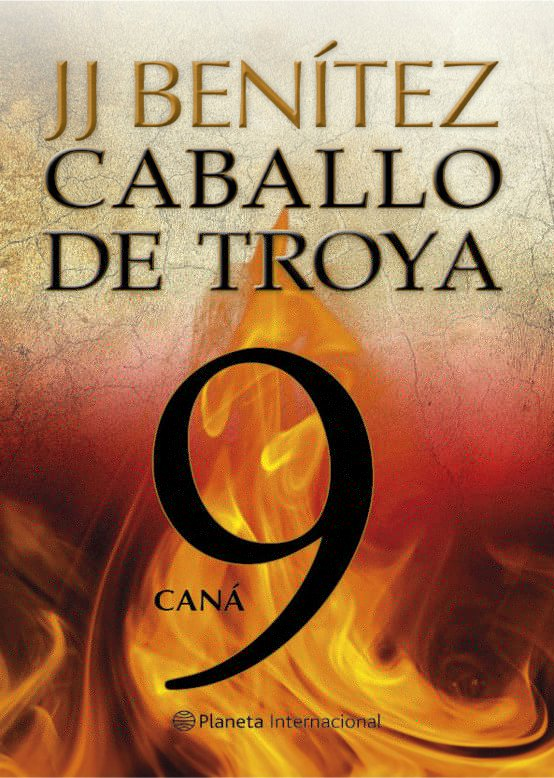 JJ BENÍTEZ
CABALLO
DE TROYA
9
CANÁ
Planeta Internacional